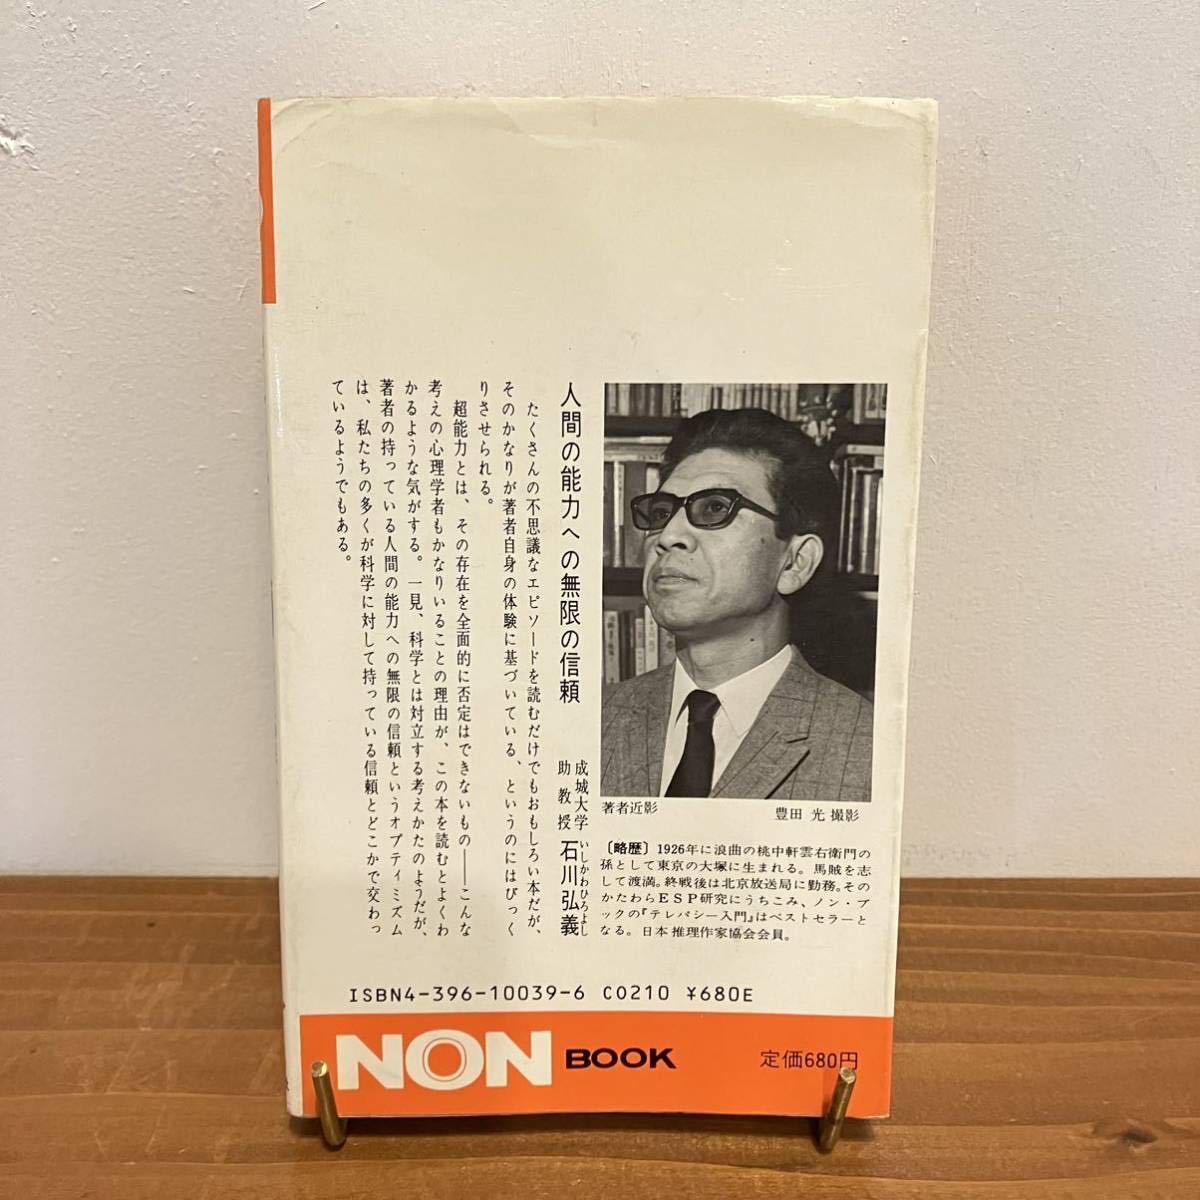 人間の能力への無限の信頼
成城大学
助教授
いしかわひろよし
石川弘義
たくさんの不思議なエピソードを読むだけでもおもしろい本だが、
そのかなりが著者自身の体験に基づいている、というのにはびっく
りさせられる。
超能力とは、その存在を全面的に否定はできないもの——こんな
考えの心理学者もかなりいることの理由が、この本を読むとよくわ
かるような気がする。一見、科学とは対立する考えかたのようだが、
著者の持っている人間の能力への無限の信頼というオプティミズム
は、私たちの多くが科学に対して持っている信頼とどこかで交わっ
ているようでもある。
著者近影
豊田 光 撮影
〔略歴〕1926年に浪曲の桃中軒雲右衛門の
孫として東京の大塚に生まれる。馬賊を志
して渡満。終戦後は北京放送局に勤務。その
かたわらESP研究にうちこみ、ノン・ブ
ックの『テレパシー入門』はベストセラーと
なる。日本推理作家協会会員。
ISBN4-396-10039-6 C0210 ¥680E
NON BOOK
定価680円